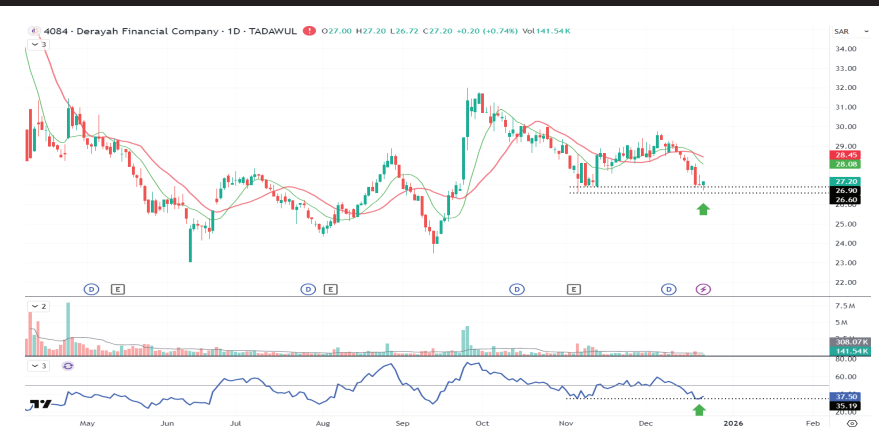 4084 · Derayah Financial Company · 1D · TADAWUL O27.00 H27.20 L26.72 C27.20 +0.20 (+0.74%) Vol141.54K
SAR
3
34.00
33.00
32.00
31.00
30.00
29.00
28.45
28.08
27.20
26.90
26.60
25.00
24.00
23.00
22.00
D
E
D
E
D
E
D
2
7.5M
5M
308.07K
141.54K
3
80.00
60.00
37.50
35.19
20.00
May
Jun
Jul
Aug
Sep
Oct
Nov
Dec
2026
Feb